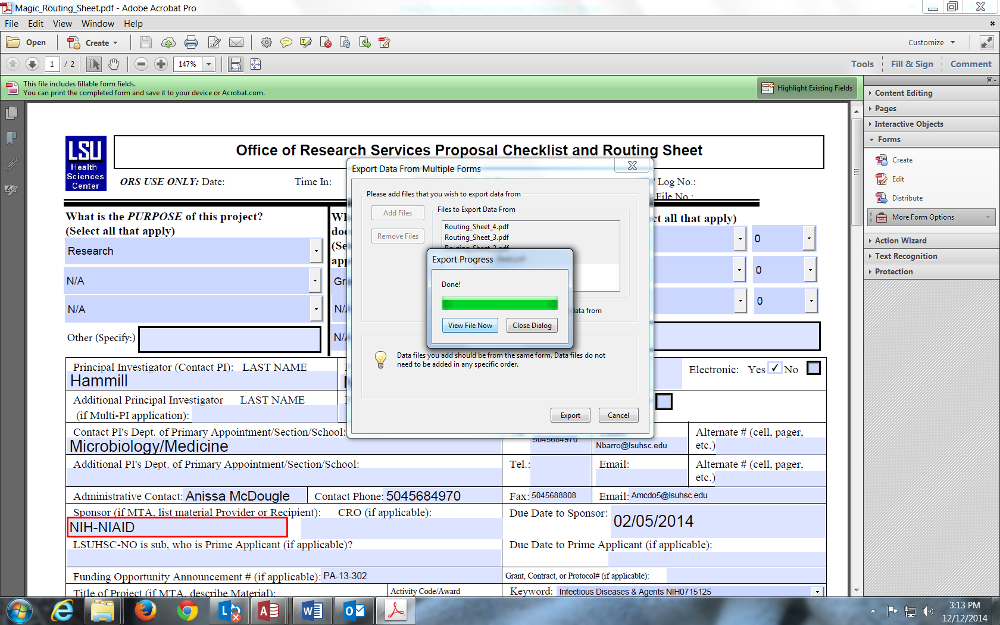 Magic_Routing_Sheet.pdf - Adobe Acrobat Pro
File Edit View Window Help
Open Create Customize
1 / 2 147% Tools Fill & Sign Comment
This file includes fillable form fields.
You can print the completed form and save it to your device or Acrobat.com.
Highlight Existing Fields
Content Editing
Pages
Interactive Objects
Forms
Create
Edit
Distribute
More Form Options
Action Wizard
Text Recognition
Protection
LSU
Health
Sciences
Center
Office of Research Services Proposal Checklist and Routing Sheet
ORS USE ONLY: Date: Time In: Log No.:
File No.:
What is the PURPOSE of this project?
(Select all that apply)
Research
N/A
N/A
Other (Specify:)
ct all that apply)
0
0
0
Export Data From Multiple Forms
Please add files that you wish to export data from
Add Files
Remove Files
Files to Export Data From
Routing_Sheet_4.pdf
Routing_Sheet_3.pdf
data from
Export Progress
Done!
View File Now Close Dialog
Data files you add should be from the same form. Data files do not
need to be added in any specific order.
Export Cancel
Principal Investigator (Contact PI): LAST NAME
Hammill
Electronic: Yes ✓ No
Additional Principal Investigator LAST NAME
(if Multi-PI application):
Contact PI's Dept. of Primary Appointment/Section/School:
Microbiology/Medicine
5045684970
Nbarro@lsuhsc.edu
Alternate # (cell, pager,
etc.)
Additional PI's Dept. of Primary Appointment/Section/School:
Tel.: Email: Alternate # (cell, pager,
etc.)
Administrative Contact: Anissa McDougle Contact Phone: 5045684970 Fax: 5045688808 Email: Amcdo5@lsuhsc.edu
Sponsor (if MTA, list material Provider or Recipient): CRO (if applicable):
NIH-NIAID
Due Date to Sponsor: 02/05/2014
LSUHSC-NO is sub, who is Prime Applicant (if applicable)?
Due Date to Prime Applicant (if applicable):
Funding Opportunity Announcement # (if applicable): PA-13-302
Grant, Contract, or Protocol# (if applicable):
Title of Project (if MTA, describe Material):
Activity Code/Award
Keyword: Infectious Diseases & Agents NIH0715125
3:13 PM
12/12/2014